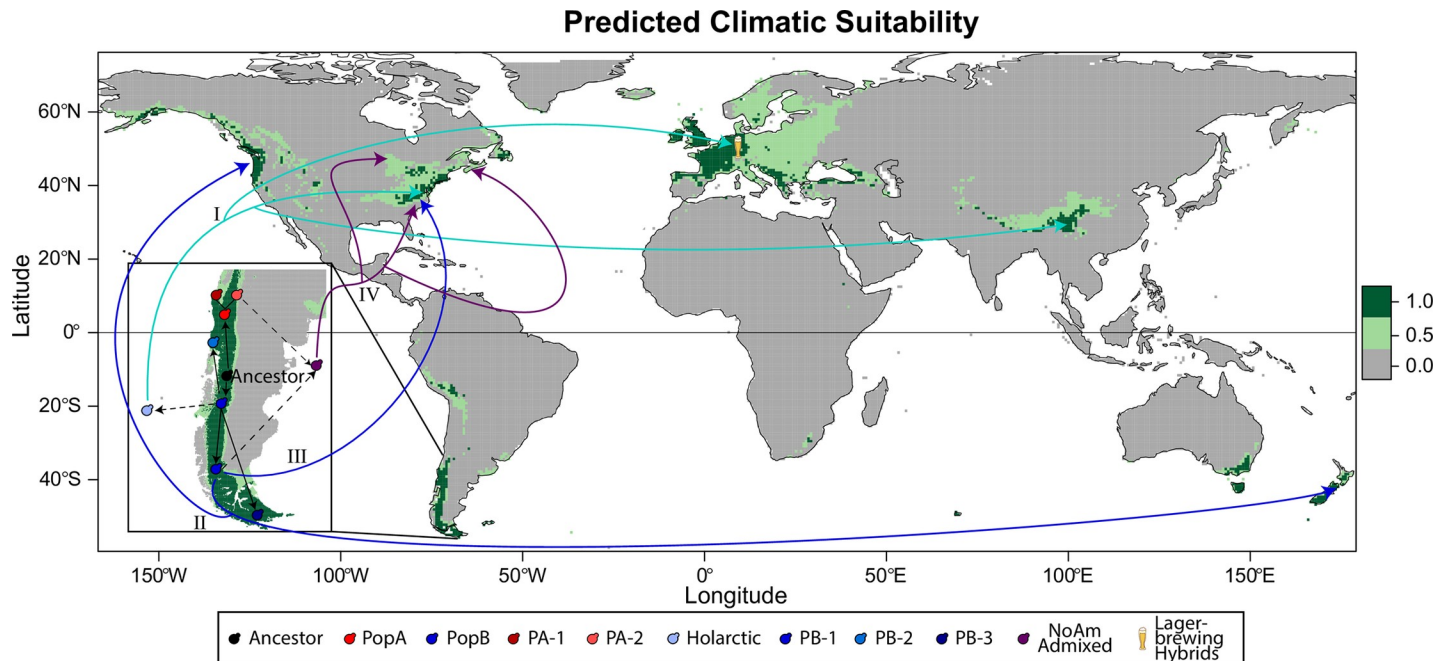 Predicted Climatic Suitability
60°N
40°N
20°N
0°
20°S
40°S
Latitude
I
IV
Ancestor
III
II
1.0
0.5
0.0
150°W
100°W
50°W
0°
50°E
100°E
150°E
Longitude
Ancestor
PopA
PopB
PA-1
PA-2
Holarctic
PB-1
PB-2
PB-3
NoAm
Admixed
Lager-
brewing
Hybrids